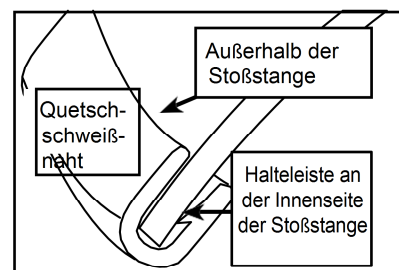 Außerhalb der
Stoßstange
Quetsch-
schweiß-
naht
Halteleiste an
der Innenseite
der Stoßstange